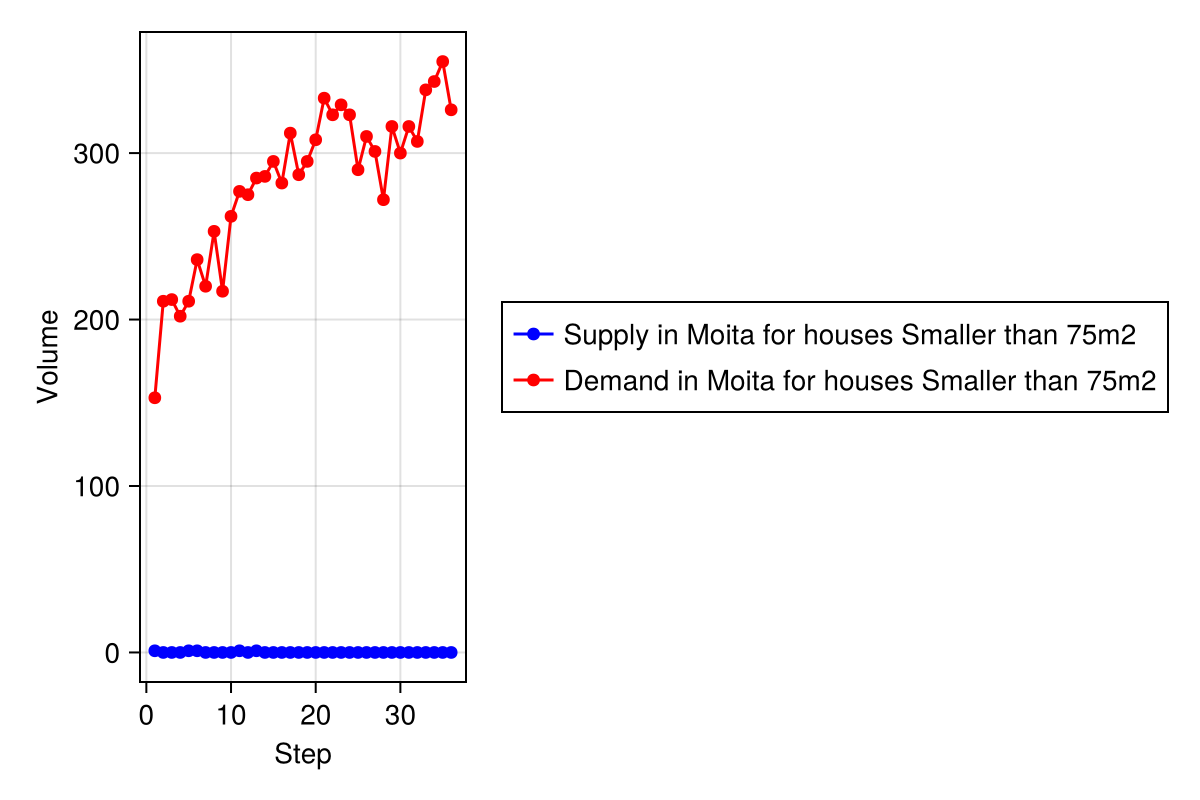 300
200
100
0
Volume
0 10 20 30
Step
Supply in Moita for houses Smaller than 75m2
Demand in Moita for houses Smaller than 75m2